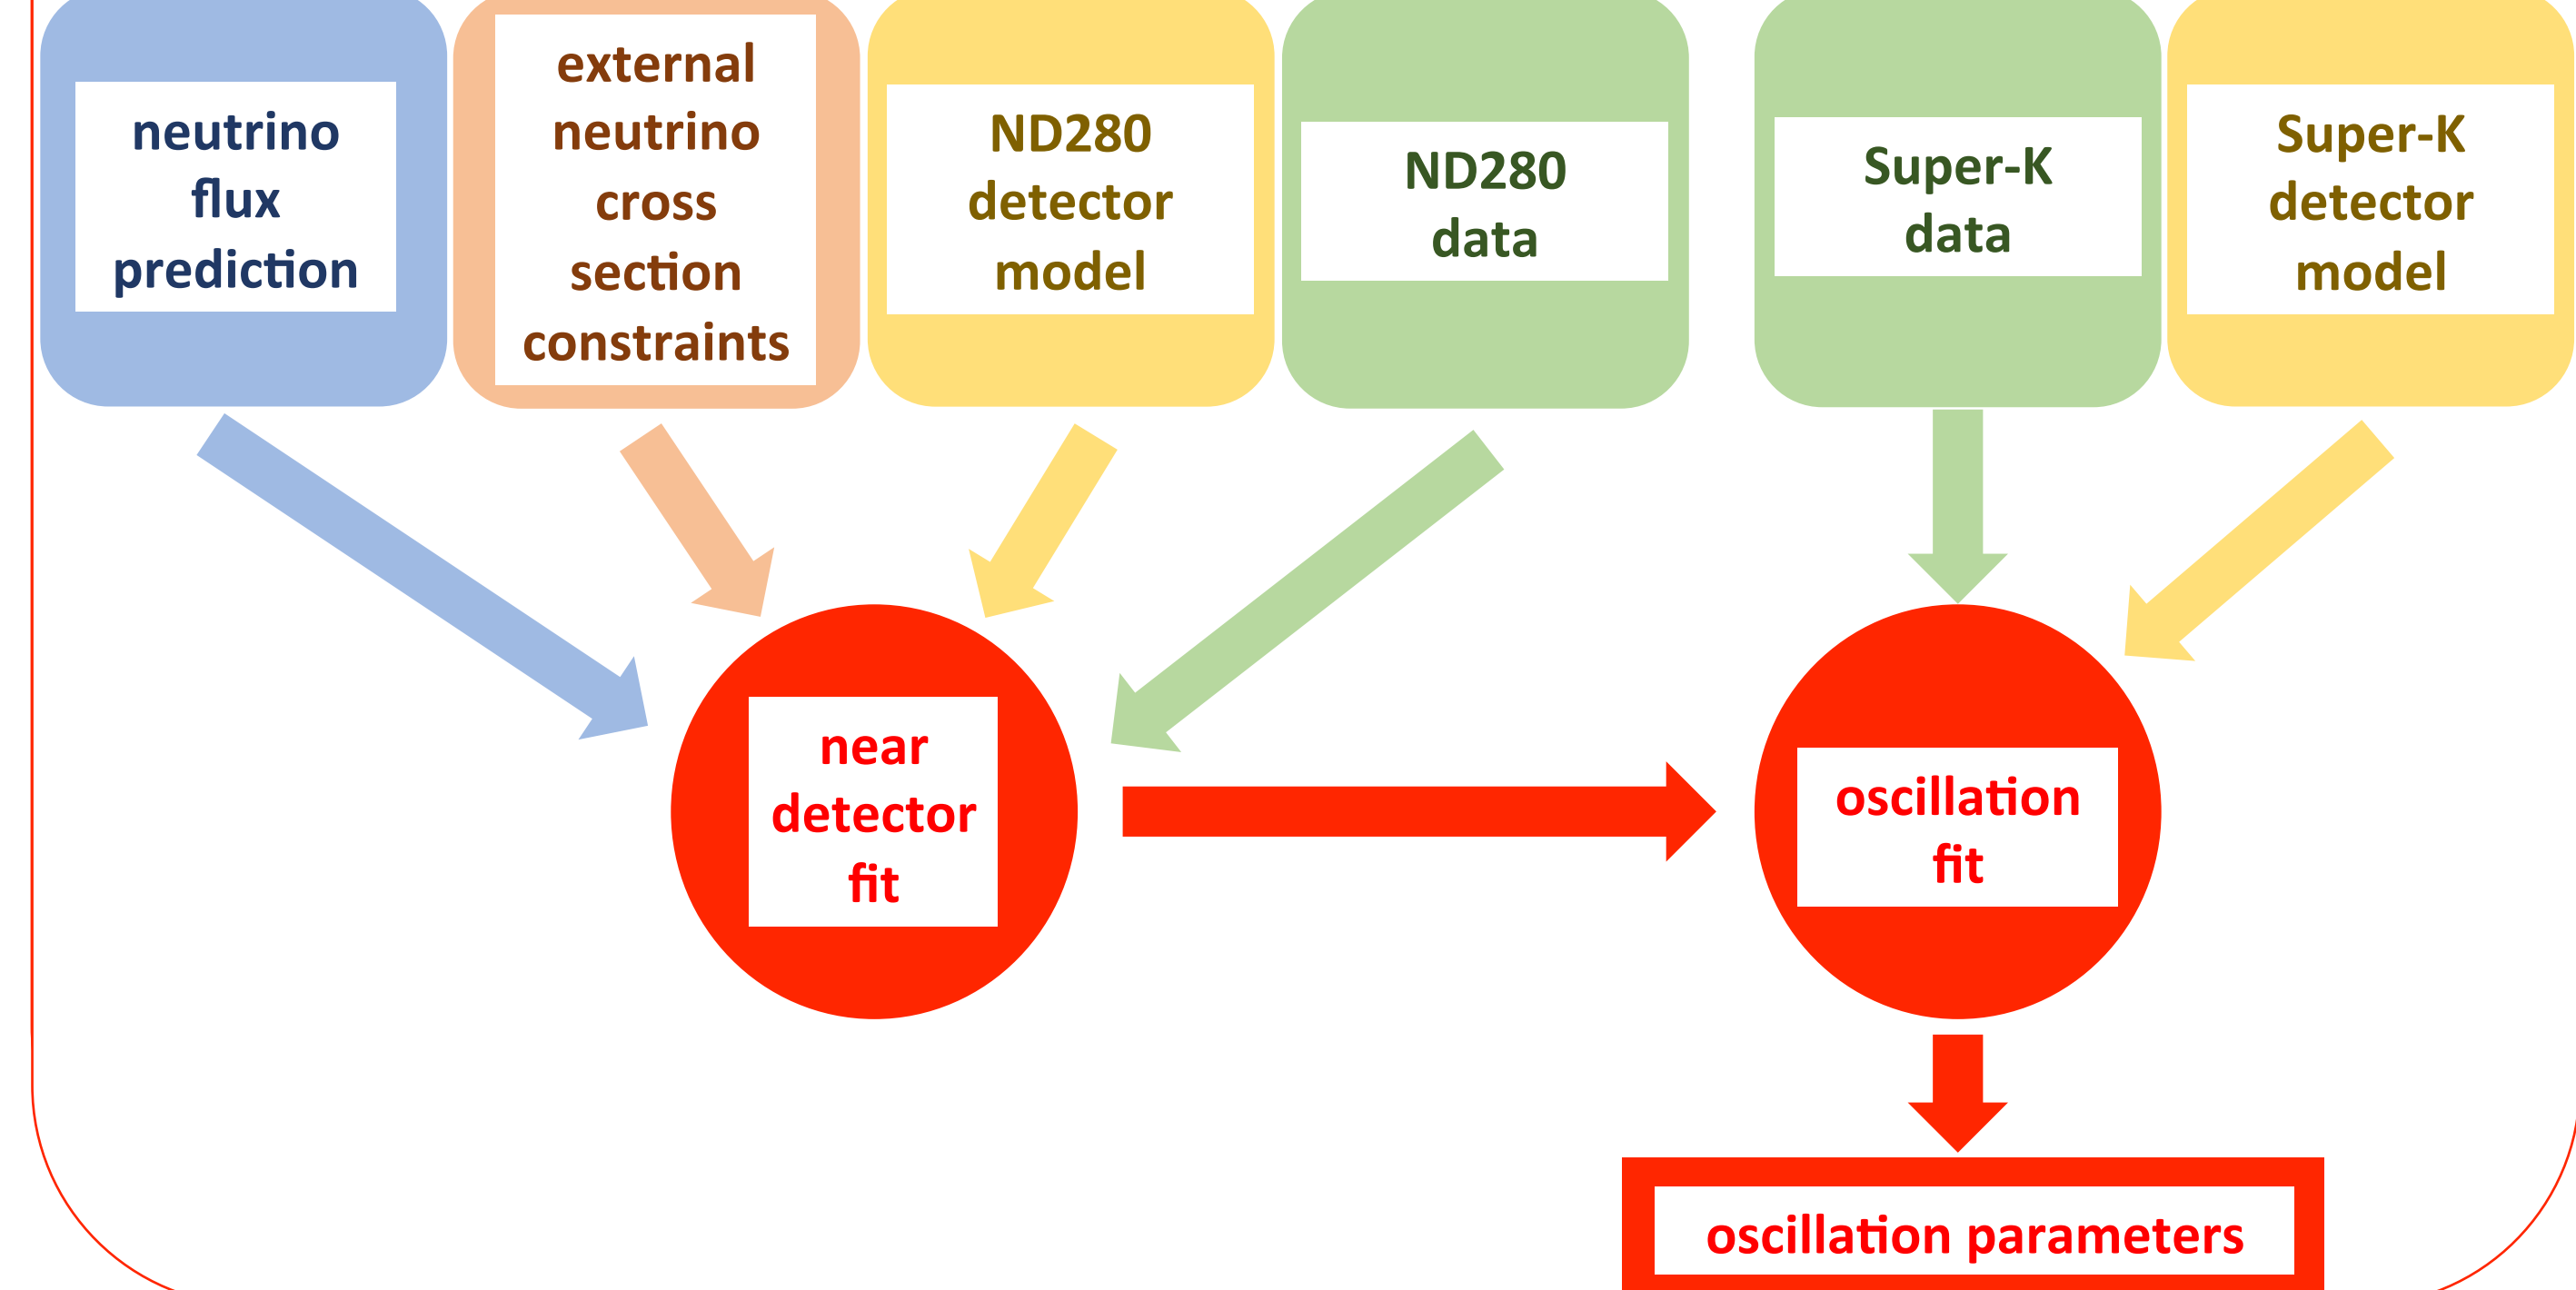 neutrino
flux
prediction
external
neutrino
cross
section
constraints
ND280
detector
model
ND280
data
Super-K
data
Super-K
detector
model
near
detector
fit
oscillation
fit
oscillation parameters